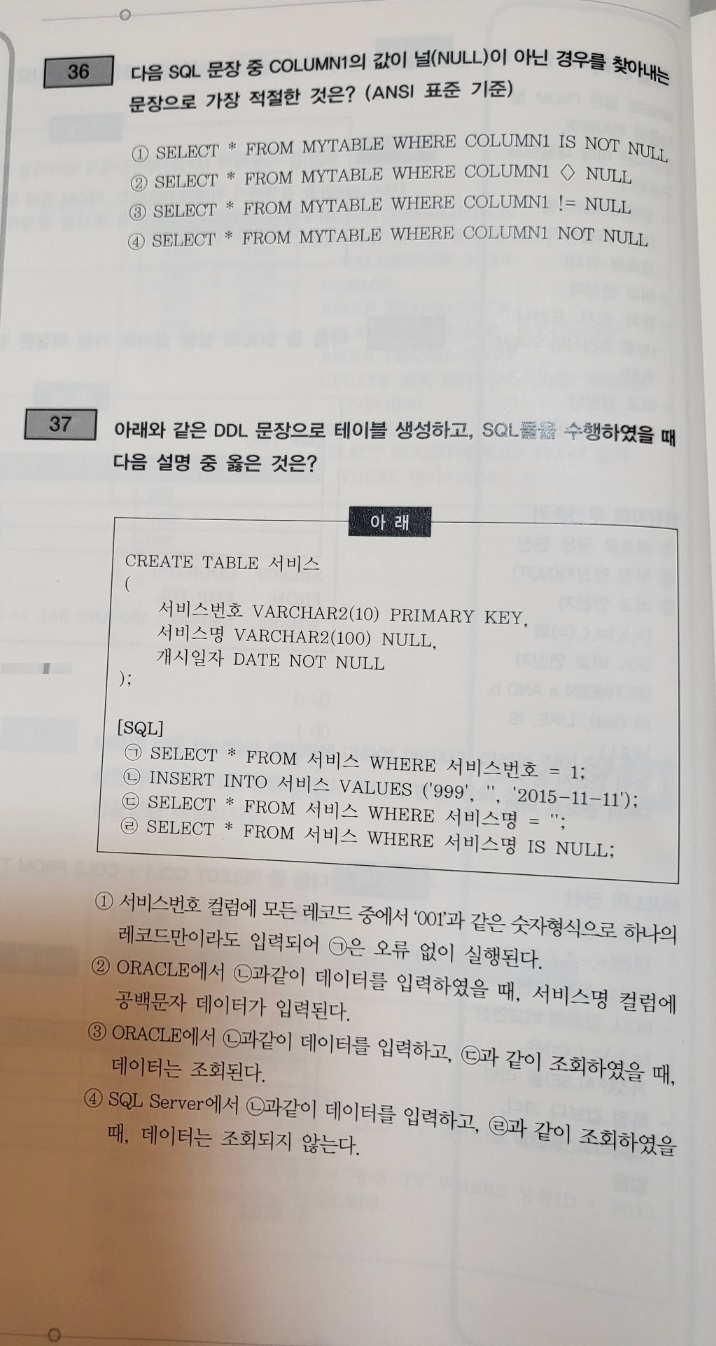 36 다음 SQL 문장 중 COLUMN1의 값이 널(NULL)이 아닌 경우를 찾아내는
문장으로 가장 적절한 것은? (ANSI 표준 기준)
① SELECT * FROM MYTABLE WHERE COLUMN1 IS NOT NULL
② SELECT * FROM MYTABLE WHERE COLUMN1 <> NULL
③ SELECT * FROM MYTABLE WHERE COLUMN1 != NULL
④ SELECT * FROM MYTABLE WHERE COLUMN1 NOT NULL
37 아래와 같은 DDL 문장으로 테이블 생성하고, SQL들을 수행하였을 때
다음 설명 중 옳은 것은?
아 래
CREATE TABLE 서비스
(
서비스번호 VARCHAR2(10) PRIMARY KEY,
서비스명 VARCHAR2(100) NULL,
개시일자 DATE NOT NULL
);
[SQL]
㉠ SELECT * FROM 서비스 WHERE 서비스번호 = 1;
㉡ INSERT INTO 서비스 VALUES ('999', '', '2015-11-11');
㉢ SELECT * FROM 서비스 WHERE 서비스명 = '';
㉣ SELECT * FROM 서비스 WHERE 서비스명 IS NULL;
① 서비스번호 컬럼에 모든 레코드 중에서 '001'과 같은 숫자형식으로 하나의
레코드만이라도 입력되어 ㉠은 오류 없이 실행된다.
② ORACLE에서 ㉡과같이 데이터를 입력하였을 때, 서비스명 컬럼에
공백문자 데이터가 입력된다.
③ ORACLE에서 ㉡과같이 데이터를 입력하고, ㉢과 같이 조회하였을 때,
데이터는 조회된다.
④ SQL Server에서 ㉡과같이 데이터를 입력하고, ㉣과 같이 조회하였을
때, 데이터는 조회되지 않는다.